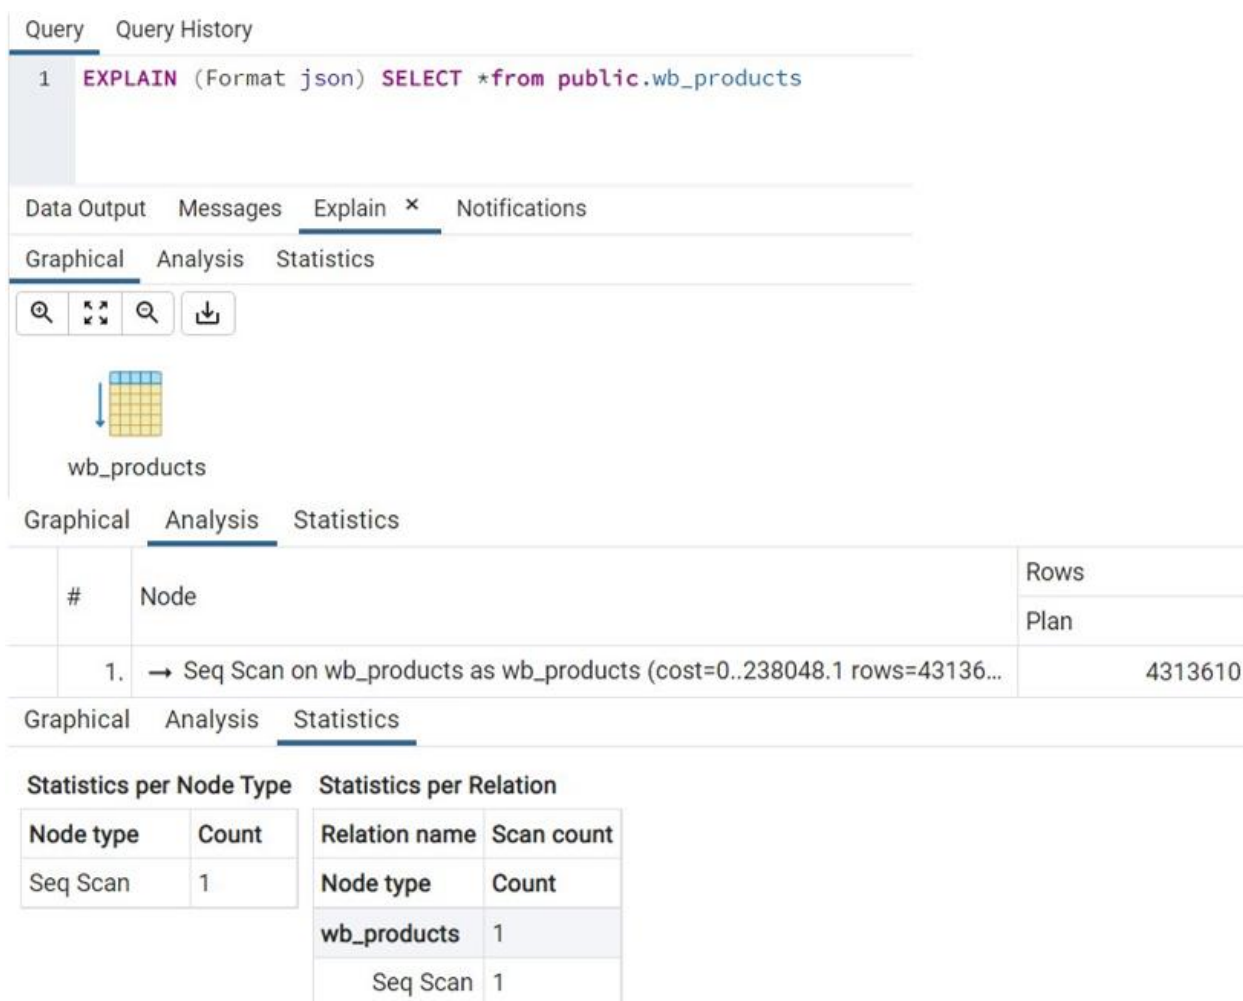 Query Query History
1 EXPLAIN (Format json) SELECT *from public.wb_products
Data Output Messages Explain × Notifications
Graphical Analysis Statistics
wb_products
Graphical Analysis Statistics
# Node Rows
Plan
1. → Seq Scan on wb_products as wb_products (cost=0..238048.1 rows=43136... 4313610
Graphical Analysis Statistics
Statistics per Node Type Statistics per Relation
Node type Count Relation name Scan count
Seq Scan 1 Node type Count
wb_products 1
Seq Scan 1